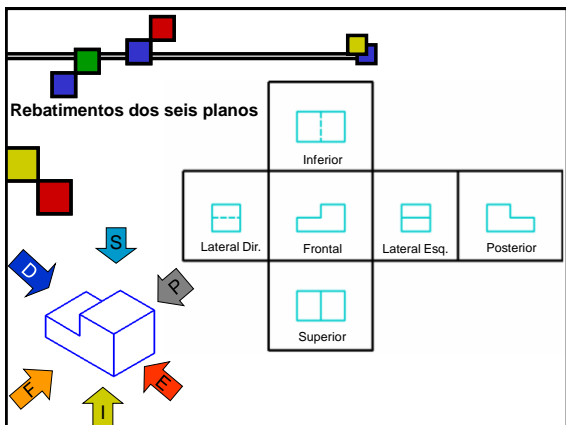 Rebatimentos dos seis planos
Inferior
Lateral Dir.
Frontal
Lateral Esq.
Posterior
Superior
S
D
P
F
E
I